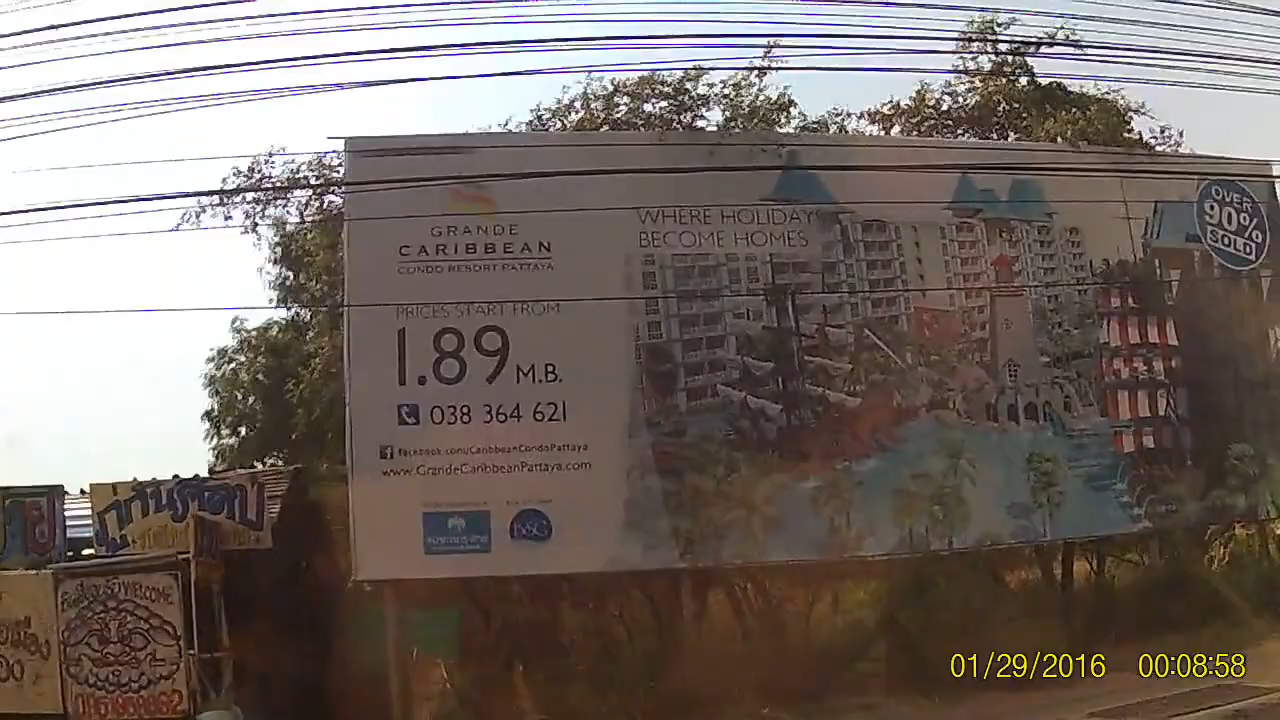 GRANDE
CARIBBEAN
CONDO RESORT PATTAYA
PRICES START FROM
1.89 M.B.
038 364 621
facebook.com/CaribbeanCondoPattaya
www.GrandeCaribbeanPattaya.com
WHERE HOLIDAYS
BECOME HOMES
OVER
90%
SOLD
WELCOME
01/29/2016 00:08:58